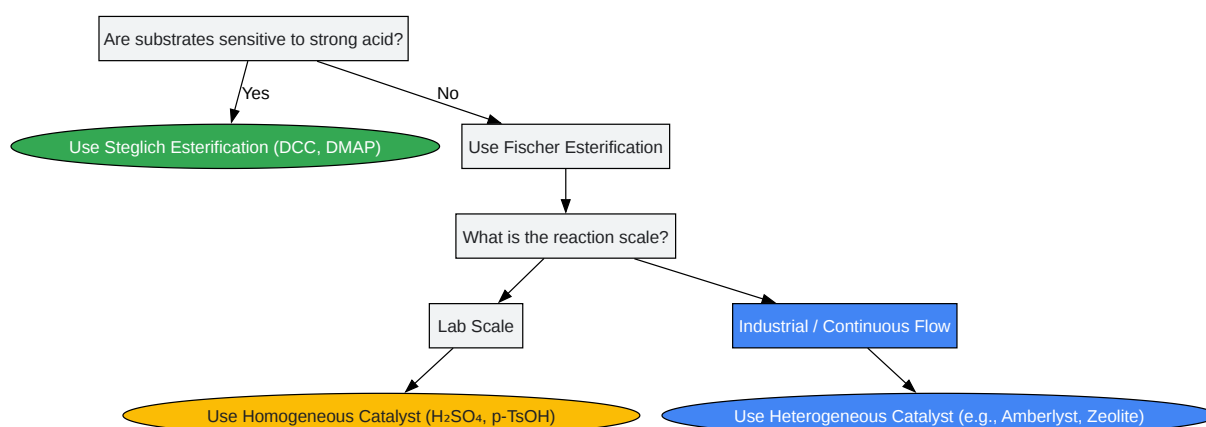 Are substrates sensitive to strong acid?
Yes
No
Use Steglich Esterification (DCC, DMAP)
Use Fischer Esterification
What is the reaction scale?
Lab Scale
Industrial / Continuous Flow
Use Homogeneous Catalyst (H₂SO₄, p-TsOH)
Use Heterogeneous Catalyst (e.g., Amberlyst, Zeolite)